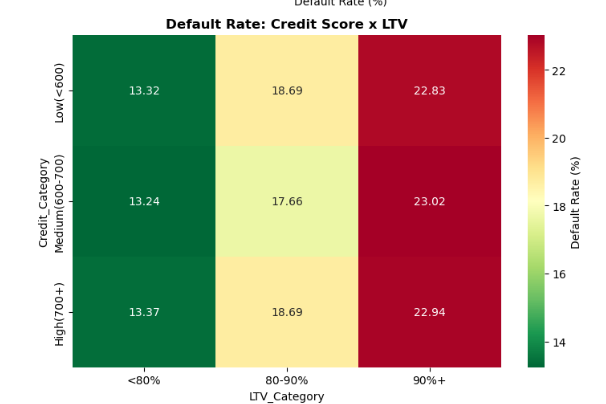 Default Rate (%)
Default Rate: Credit Score x LTV
Low(<600)
13.32 18.69 22.83
22
20
Credit_Category
Medium(600-700)
13.24 17.66 23.02
18
Default Rate (%)
16
High(700+)
13.37 18.69 22.94
14
<80% 80-90% 90%+
LTV_Category